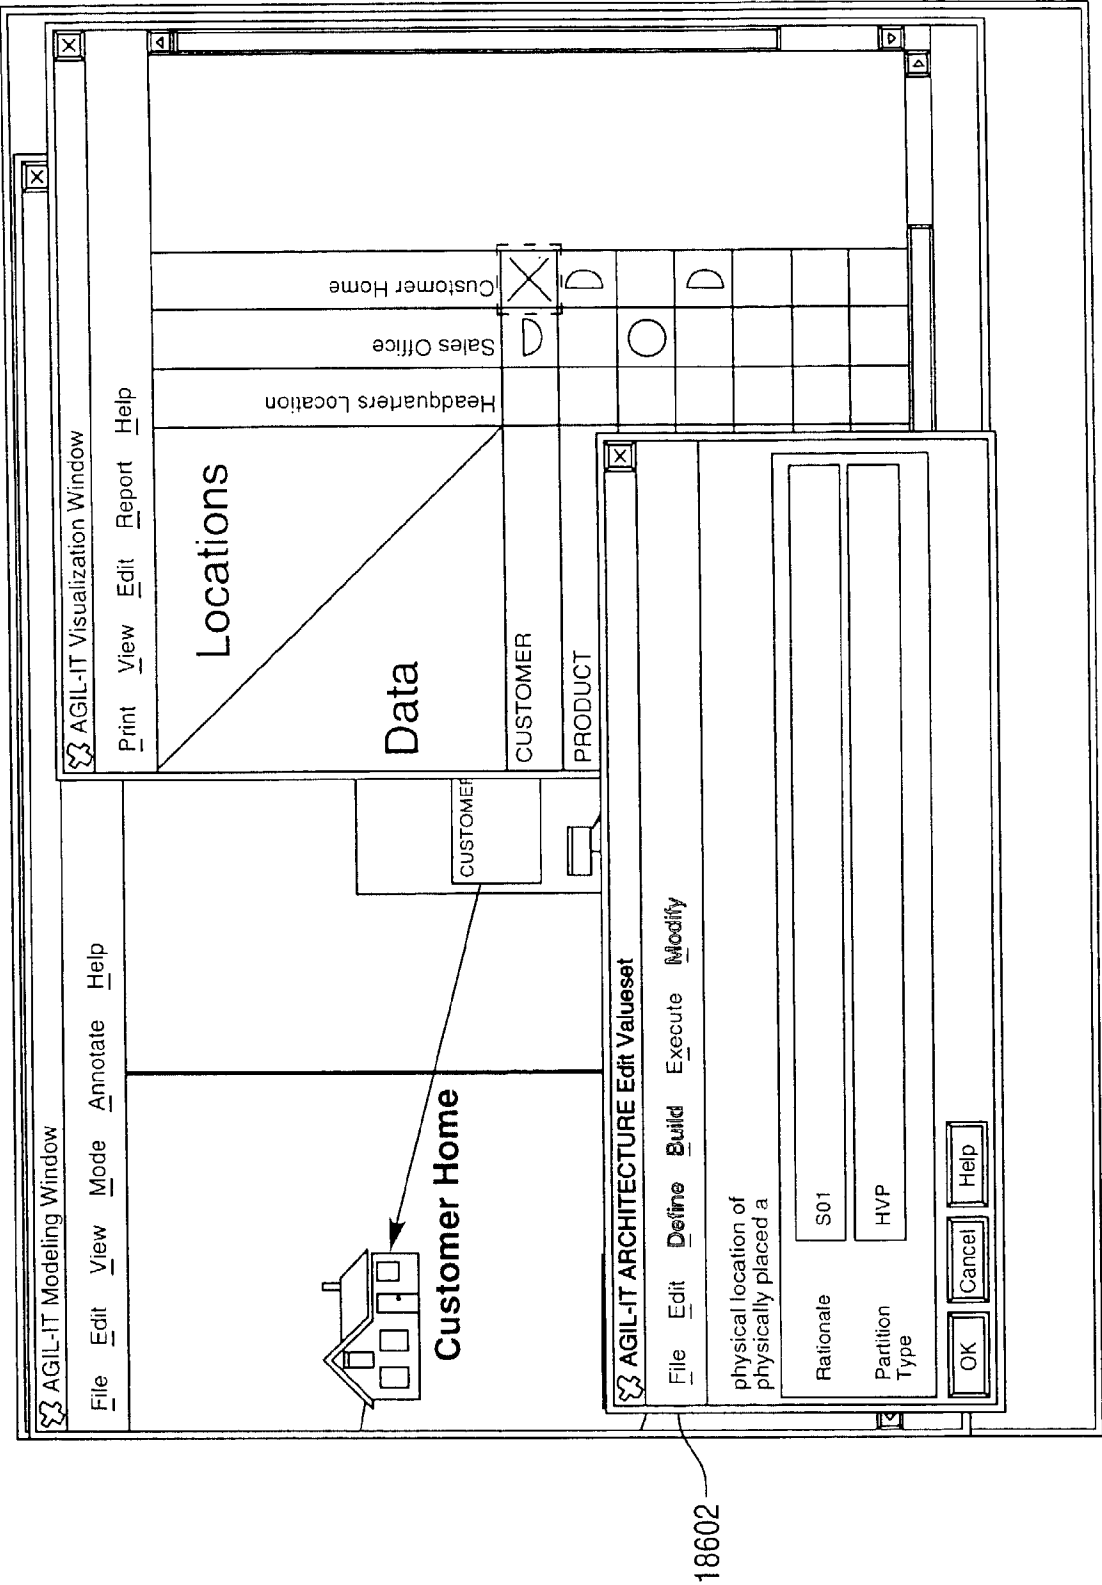 AGIL-IT Modeling Window
File Edit View Mode Annotate Help
Customer Home
CUSTOMER
AGIL-IT Visualization Window
Print View Edit Report Help
Locations
Data
Headquarters Location
Sales Office
Customer Home
CUSTOMER
PRODUCT
AGIL-IT ARCHITECTURE Edit Valueset
File Edit Define Build Execute Modify
physical location of
physically placed a
Rationale S01
Partition
Type
HVP
OK Cancel Help
18602